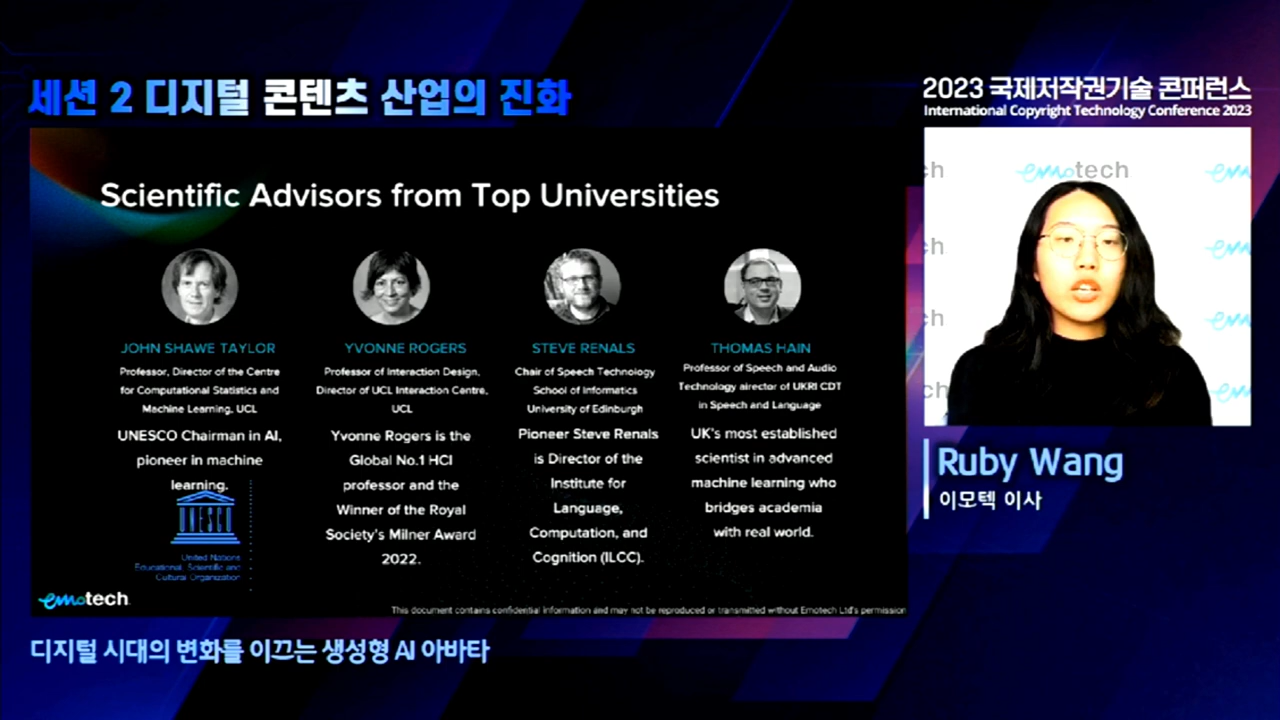 세션 2 디지털 콘텐츠 산업의 진화
2023 국제저작권기술 콘퍼런스
International Copyright Technology Conference 2023
Scientific Advisors from Top Universities
JOHN SHAWE TAYLOR
Professor, Director of the Centre
for Computational Statistics and
Machine Learning, UCL
UNESCO Chairman in AI,
pioneer in machine
learning.
UNESCO
United Nations
Educational, Scientific and
Cultural Organization
YVONNE ROGERS
Professor of Interaction Design,
Director of UCL Interaction Centre,
UCL
Yvonne Rogers is the
Global No.1 HCI
professor and the
Winner of the Royal
Society's Milner Award
2022.
STEVE RENALS
Chair of Speech Technology
School of Informatics
University of Edinburgh
Pioneer Steve Renals
is Director of the
Institute for
Language,
Computation, and
Cognition (ILCC).
THOMAS HAIN
Professor of Speech and Audio
Technology airector of UKRI CDT
in Speech and Language
UK's most established
scientist in advanced
machine learning who
bridges academia
with real world.
emotech
This document contains confidential information and may not be reproduced or transmitted without Emotech Ltd's permission
ch
emotech
emo
ch
emo
ch
emo
ch
emo
Ruby Wang
이모텍 이사
디지털 시대의 변화를 이끄는 생성형 AI 아바타